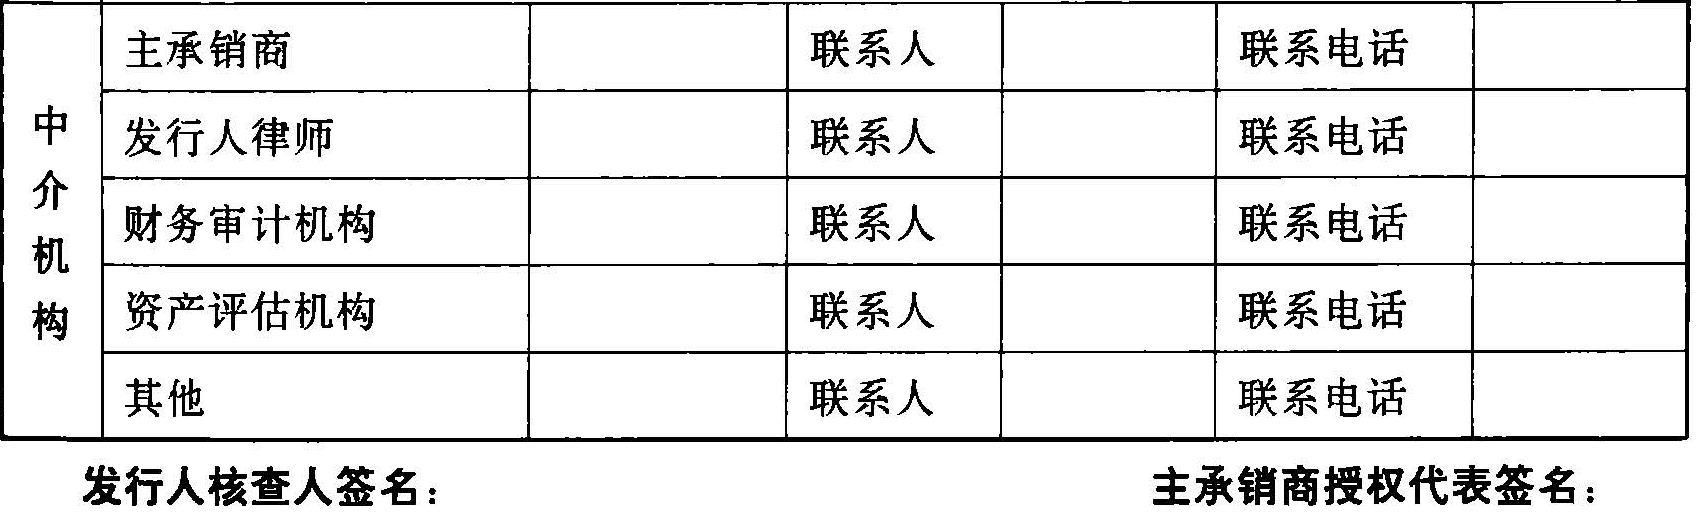 中介机构
主承销商 联系人 联系电话
发行人律师 联系人 联系电话
财务审计机构 联系人 联系电话
资产评估机构 联系人 联系电话
其他 联系人 联系电话
发行人核查人签名： 主承销商授权代表签名：